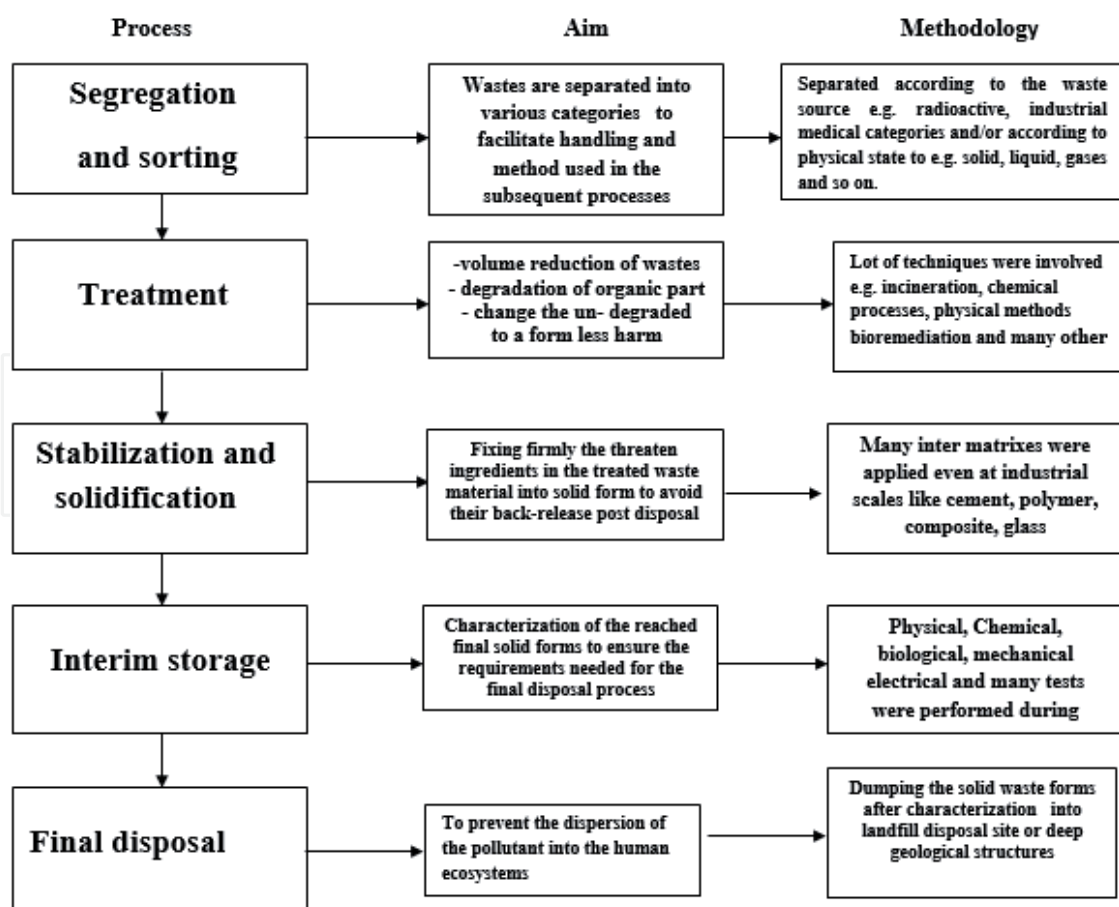 Process
Aim
Methodology
Segregation
and sorting
Wastes are separated into
various categories to
facilitate handling and
method used in the
subsequent processes
Separated according to the waste
source e.g. radioactive, industrial
medical categories and/or according to
physical state to e.g. solid, liquid, gases
and so on.
Treatment
-volume reduction of wastes
- degradation of organic part
- change the un- degraded
to a form less harm
Lot of techniques were involved
e.g. incineration, chemical
processes, physical methods
bioremediation and many other
Stabilization and
solidification
Fixing firmly the threaten
ingredients in the treated waste
material into solid form to avoid
their back-release post disposal
Many inter matrixes were
applied even at industrial
scales like cement, polymer,
composite, glass
Interim storage
Characterization of the reached
final solid forms to ensure the
requirements needed for the
final disposal process
Physical, Chemical,
biological, mechanical
electrical and many tests
were performed during
Final disposal
To prevent the dispersion of
the pollutant into the human
ecosystems
Dumping the solid waste forms
after characterization into
landfill disposal site or deep
geological structures